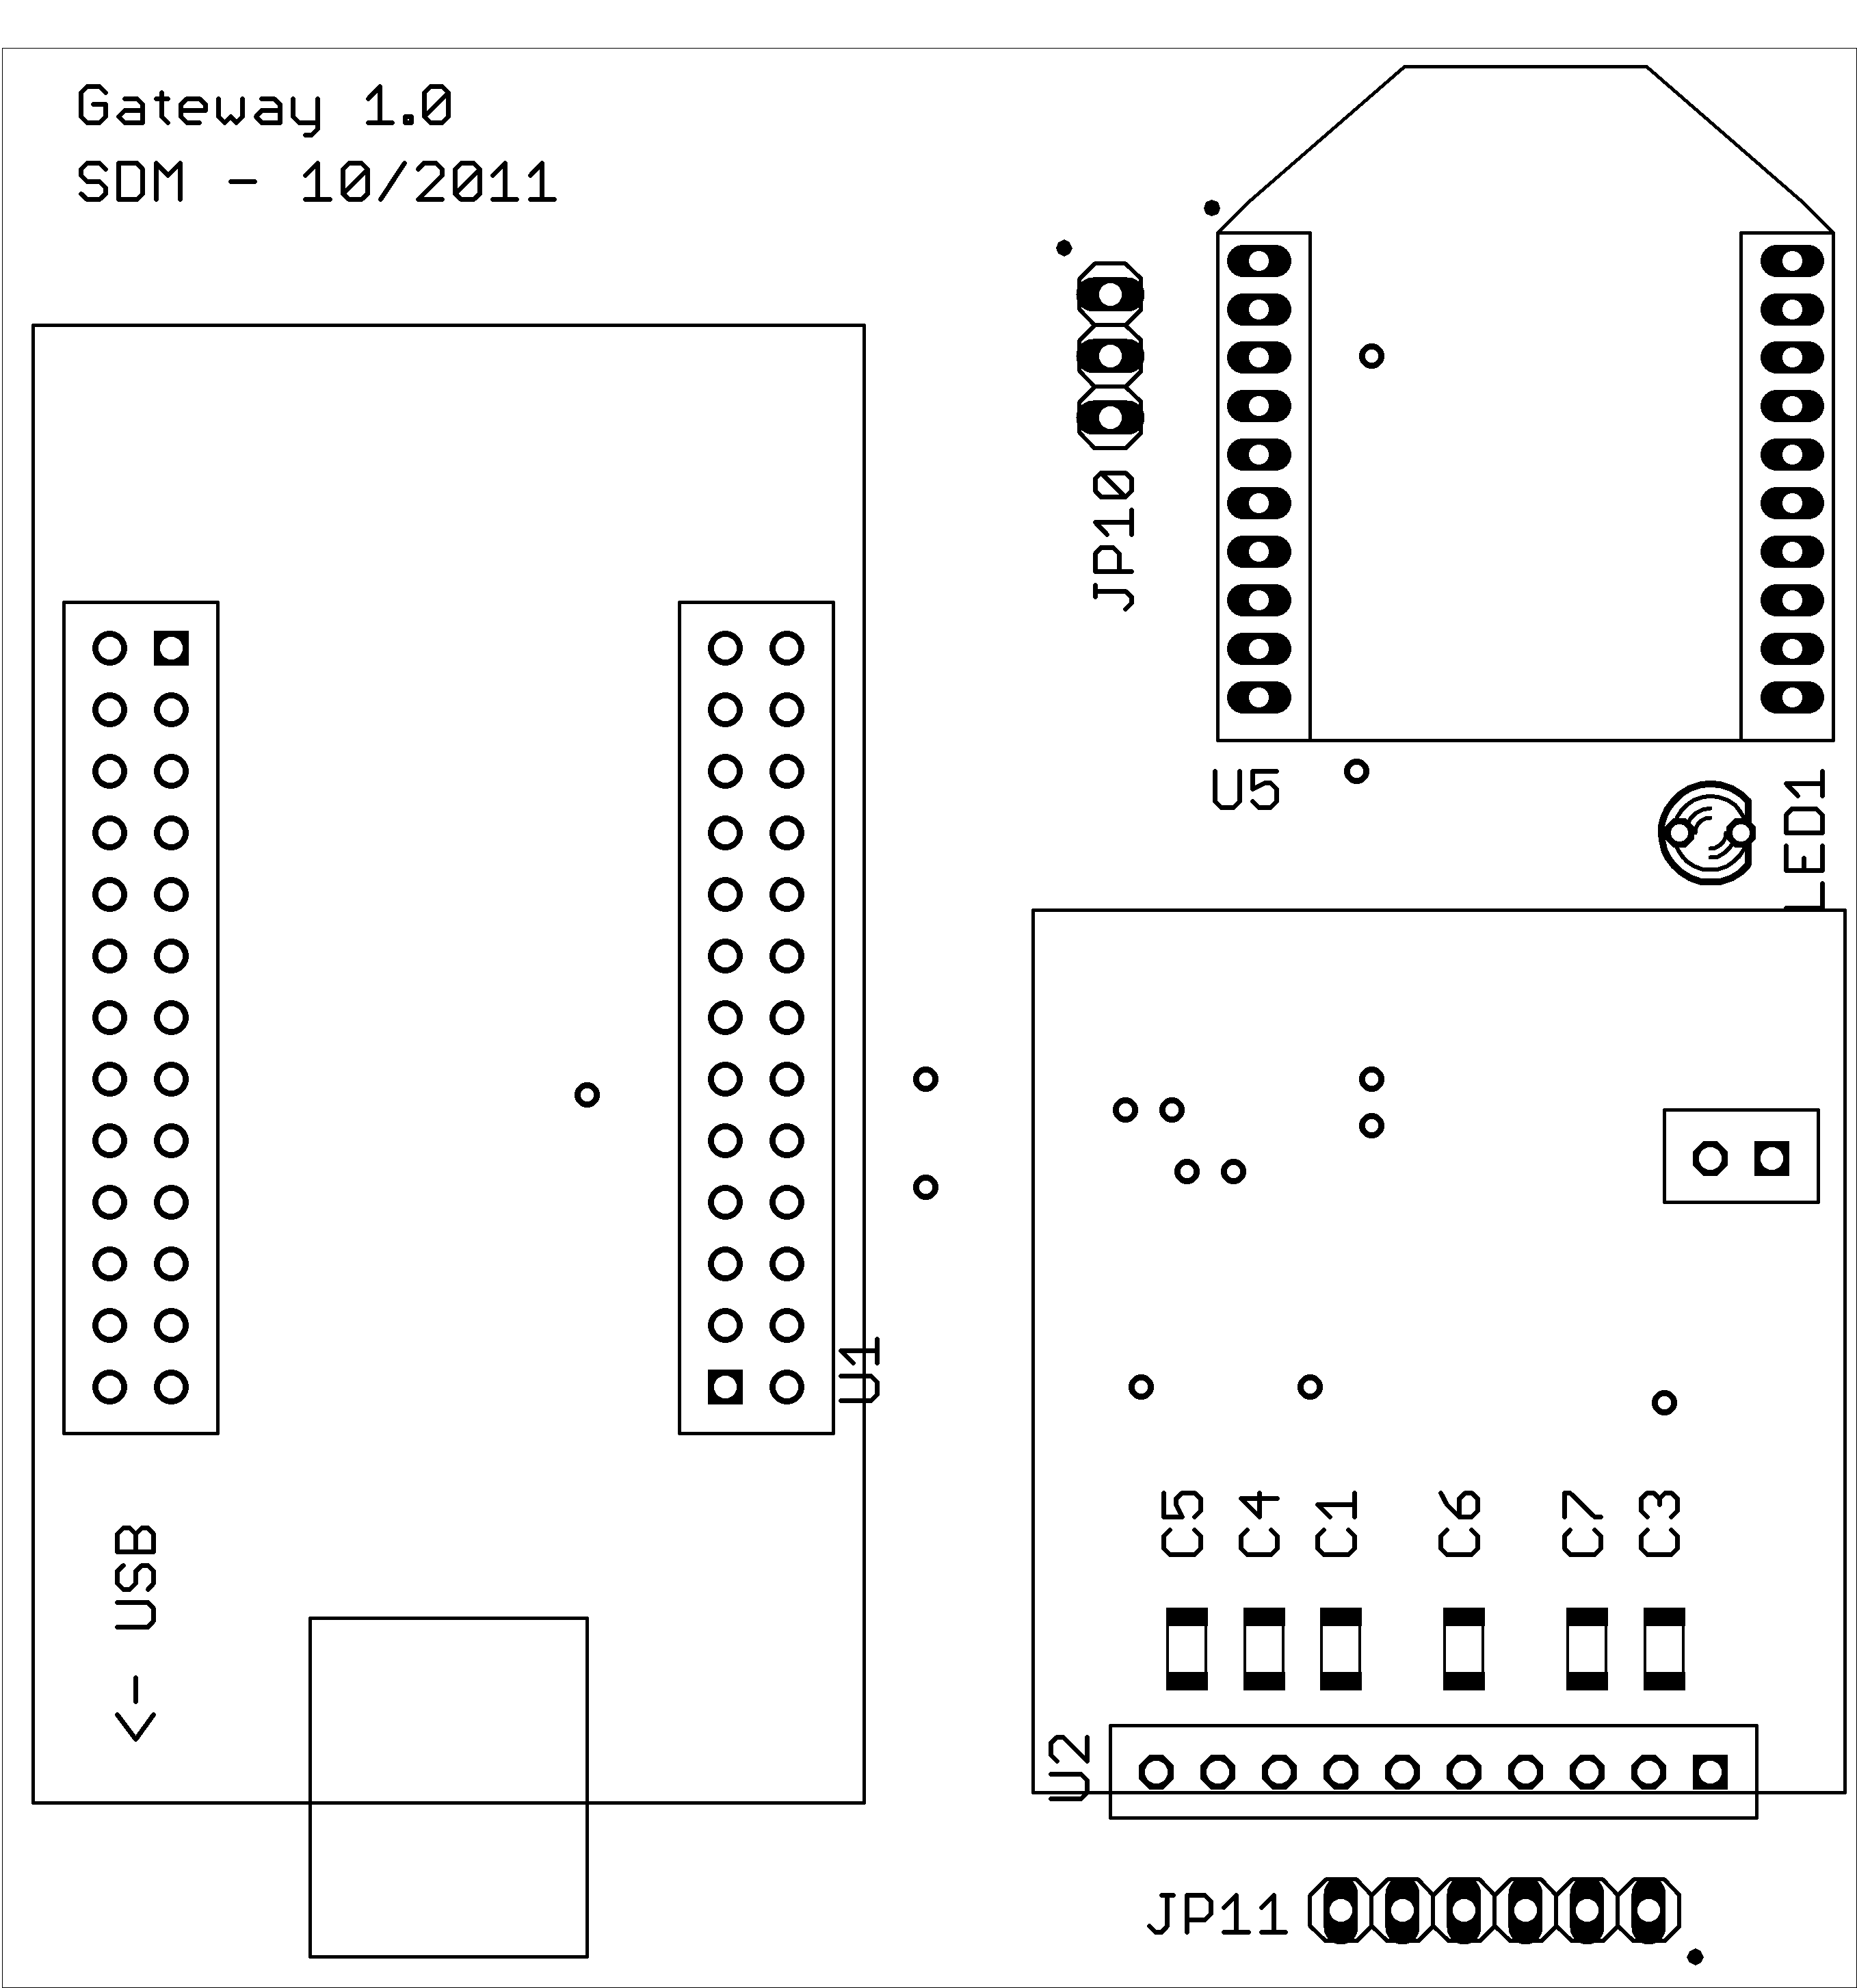 Gateway 1.0
SDM - 10/2011
JP10
U5
LED1
U1
C5
C4
C1
C6
C7
C3
<- USB
U2
JP11